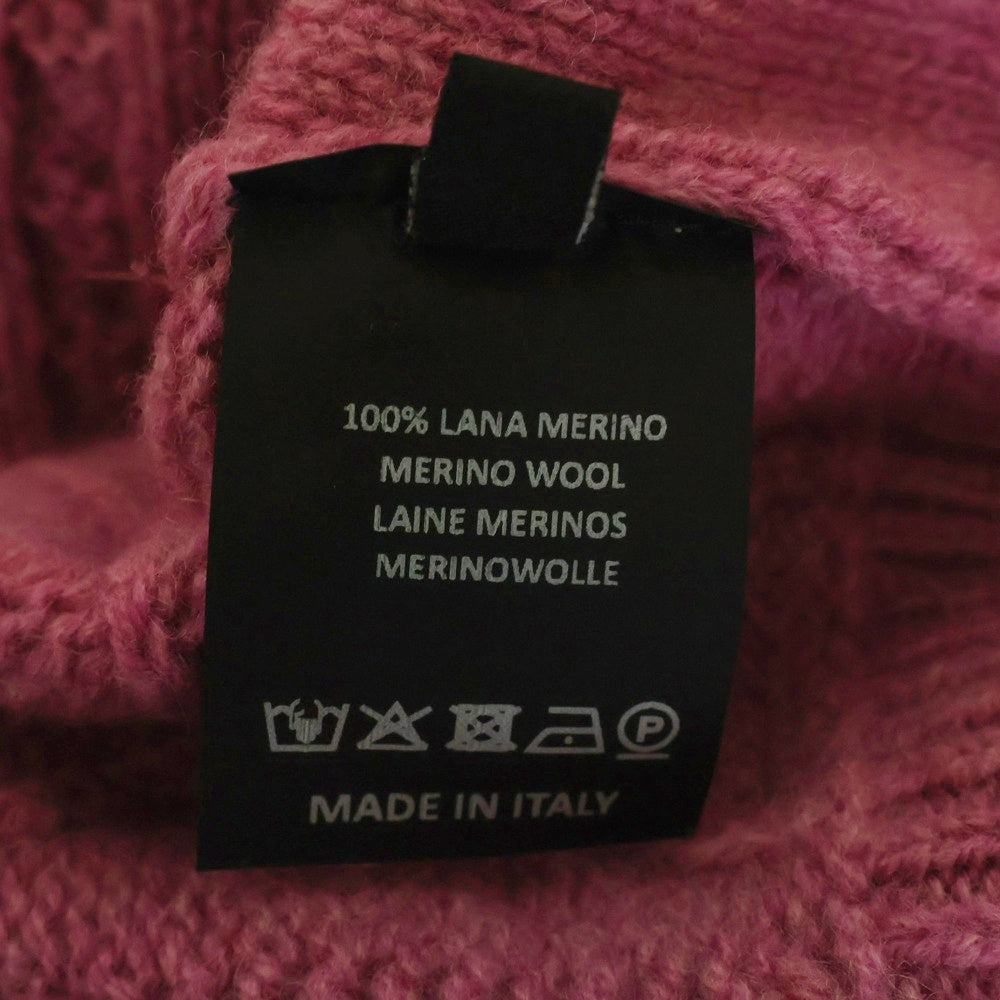 100% LANA MERINO
MERINO WOOL
LAINE MERINOS
MERINOWOLLE
P
MADE IN ITALY